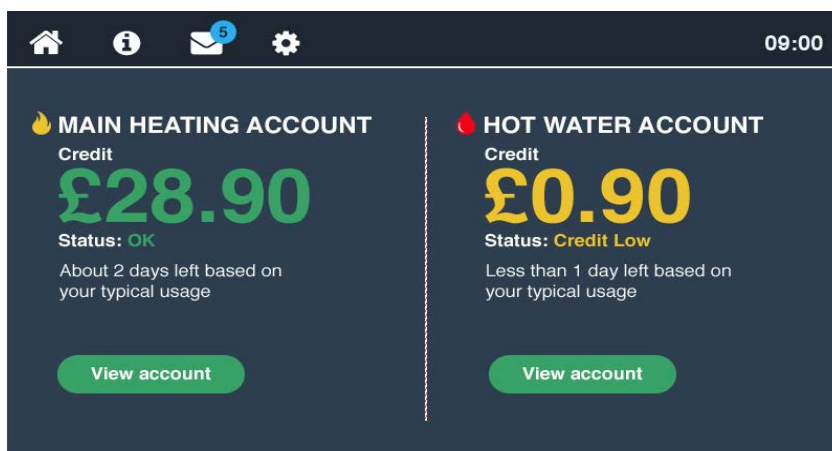 5
09:00
MAIN HEATING ACCOUNT
Credit
£28.90
Status: OK
About 2 days left based on
your typical usage
View account
HOT WATER ACCOUNT
Credit
£0.90
Status: Credit Low
Less than 1 day left based on
your typical usage
View account